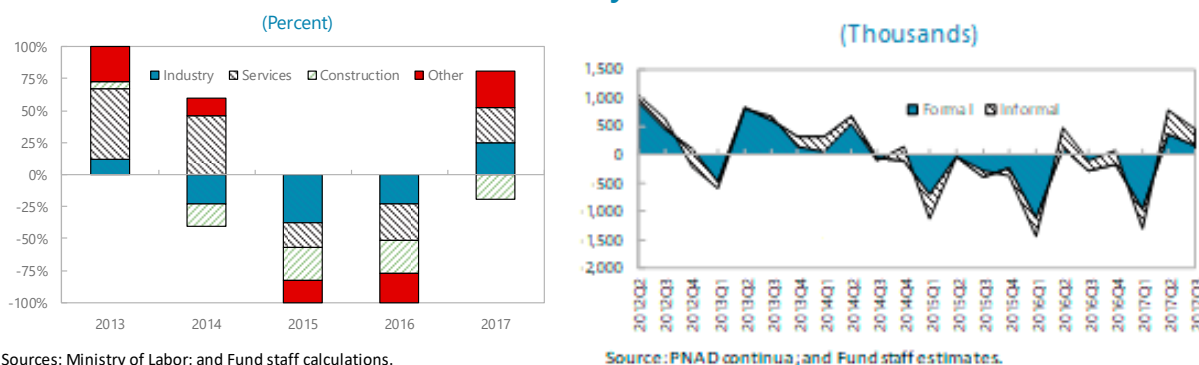 (Percent)
100%
75%
50%
25%
0%
-25%
-50%
-75%
-100%
Industry Services Construction Other
2013 2014 2015 2016 2017
Sources: Ministry of Labor; and Fund staff calculations.
(Thousands)
1,500
1,000
500
0
-500
-1,000
-1,500
-2,000
Formal Informal
2012Q2
2012Q3
2012Q4
2013Q1
2013Q2
2013Q3
2013Q4
2014Q1
2014Q2
2014Q3
2014Q4
2015Q1
2015Q2
2015Q3
2015Q4
2016Q1
2016Q2
2016Q3
2016Q4
2017Q1
2017Q2
2017Q3
Source: PNAD continua; and Fund staff estimates.